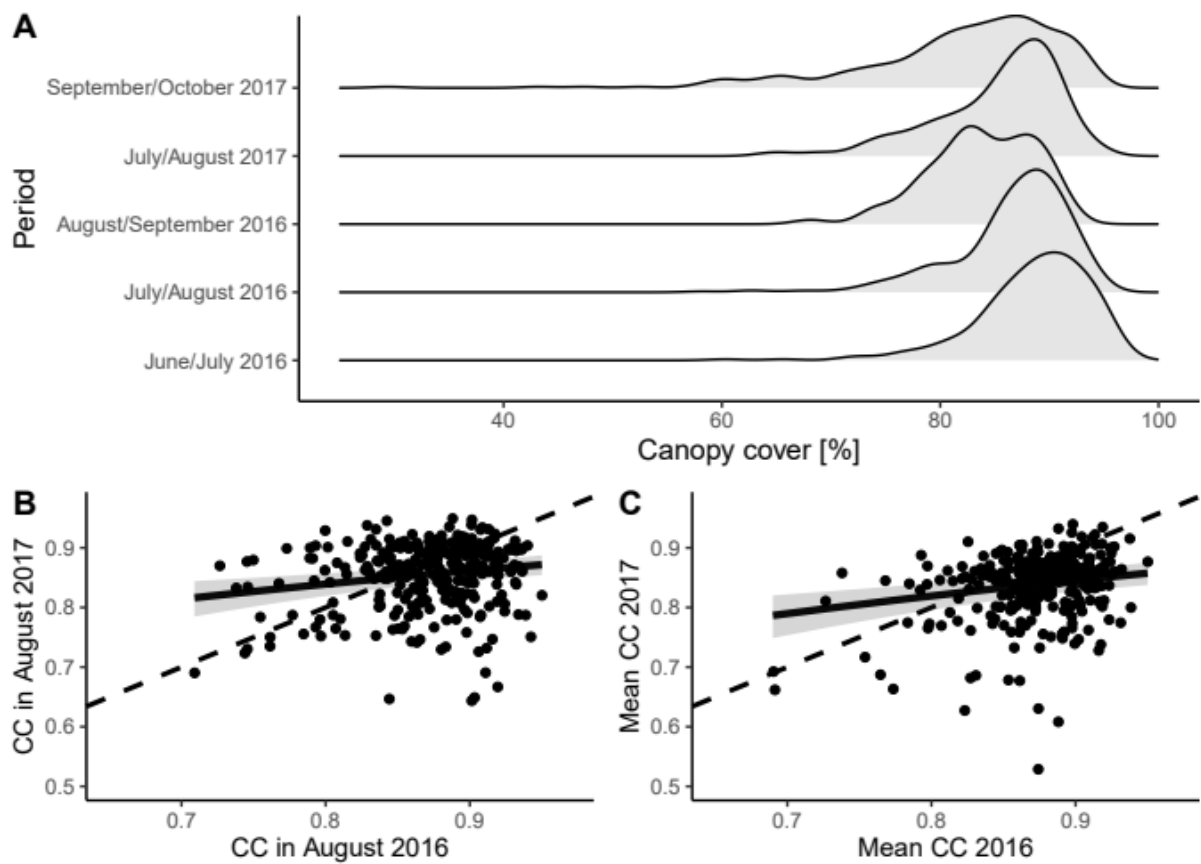 A
Period
September/October 2017
July/August 2017
August/September 2016
July/August 2016
June/July 2016
40 60 80 100
Canopy cover [%]
B
CC in August 2017
0.9
0.8
0.7
0.6
0.5
0.7 0.8 0.9
CC in August 2016
C
Mean CC 2017
0.9
0.8
0.7
0.6
0.5
0.7 0.8 0.9
Mean CC 2016